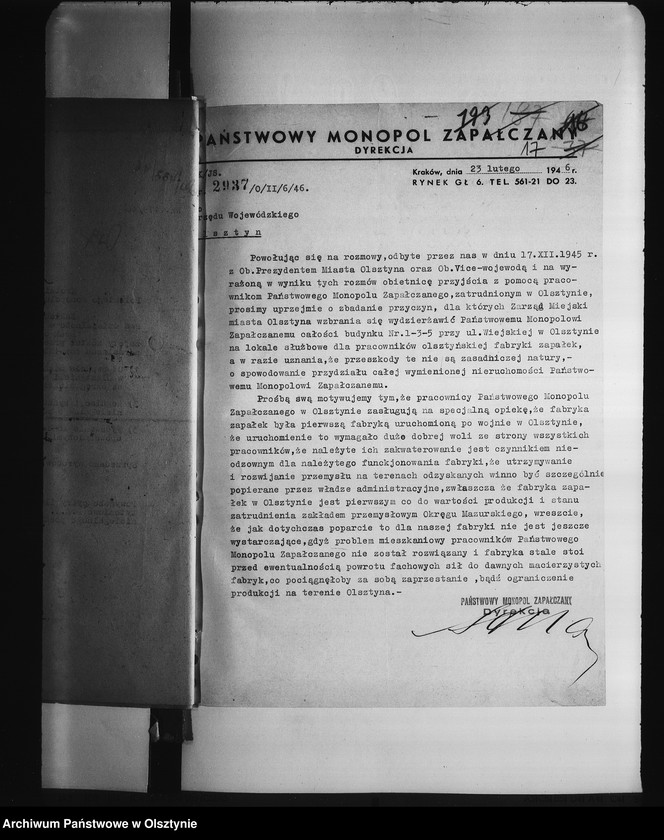 193
PAŃSTWOWY MONOPOL ZAPAŁCZANY
17
DYREKCJA
Kraków, dnia 23 lutego 1946 r.
RYNEK GŁ 6. TEL 561-21 DO 23.
/JS.
2937/0/II/6/46.
rzędu Wojewódzkiego
lsztyn
Powołując się na rozmowy,odbyte przez nas w dniu 17.XII.1945 r.
z Ob.Prezydentem Miasta Olsztyna oraz Ob.Vice-wojewodą i na wy-
rażoną w wyniku tych rozmów obietnicę przyjścia z pomocą praco-
wnikom Państwowego Monopolu Zapałczanego,zatrudnionym w Olsztynie,
prosimy uprzejmie o zbadanie przyczyn, dla których Zarząd Miejski
miasta Olsztyna wzbrania się wydzierżawić Państwowemu Monopolowi
Zapałczanemu całości budynku Nr.1-3-5 przy ul.Wiejskiej w Olsztynie
na lokale służbowe dla pracowników olsztyńskiej fabryki zapałek,
a w razie uznania,że przeszkody te nie są zasadniczej natury,-
o spowodowanie przydziału całej wymienionej nieruchomości Państwo-
wemu Monopolowi Zapałczanemu.
Prośbą swą motywujemy tym,że pracownicy Państwowego Monopolu
Zapałczanego w Olsztynie zasługują na specjalną opiekę,że fabryka
zapałek była pierwszą fabryką uruchomioną po wojnie w Olsztynie,
że uruchomienie to wymagało duże dobrej woli ze strony wszystkich
pracowników,że należyte ich zakwaterowanie jest czynnikiem nie-
odzownym dla należytego funckjonowania fabryki,że utrzymywanie
i rozwijanie przemysłu na terenach odzyskanych winno być szczególnie
popierane przez władze administracyjne,zwłaszcza że fabryka zapa-
łek w Olsztynie jest pierwszym co do wartości produkcji i stanu
zatrudnienia zakładem przemysłowym Okręgu Mazurskiego, wreszcie,
że jak dotychczas poparcie to dla naszej fabryki nie jest jeszcze
wystarczające,gdyż problem mieszkaniowy pracowników Państwowego
Monopolu Zapałczanego nie został rozwiązany i fabryka stale stoi
przed ewentualnością powrotu fachowych sił do dawnych macierzystych
fabryk,co pociągnęłoby za sobą zaprzestanie ,bądź ograniczenie
produkcji na terenie Olsztyna.-
PAŃSTWOWY MONOPOL ZAPAŁCZANY
Dyrekcja
Archiwum Państwowe w Olsztynie